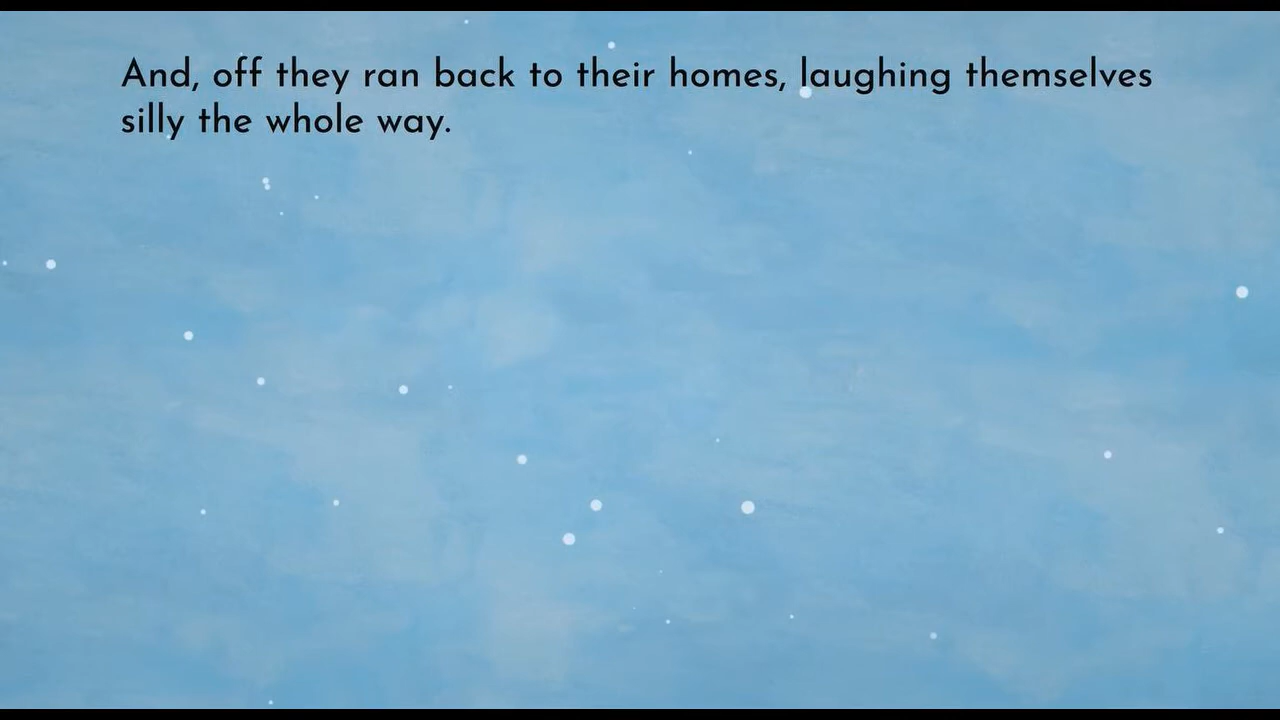 And, off they ran back to their homes, laughing themselves
silly the whole way.